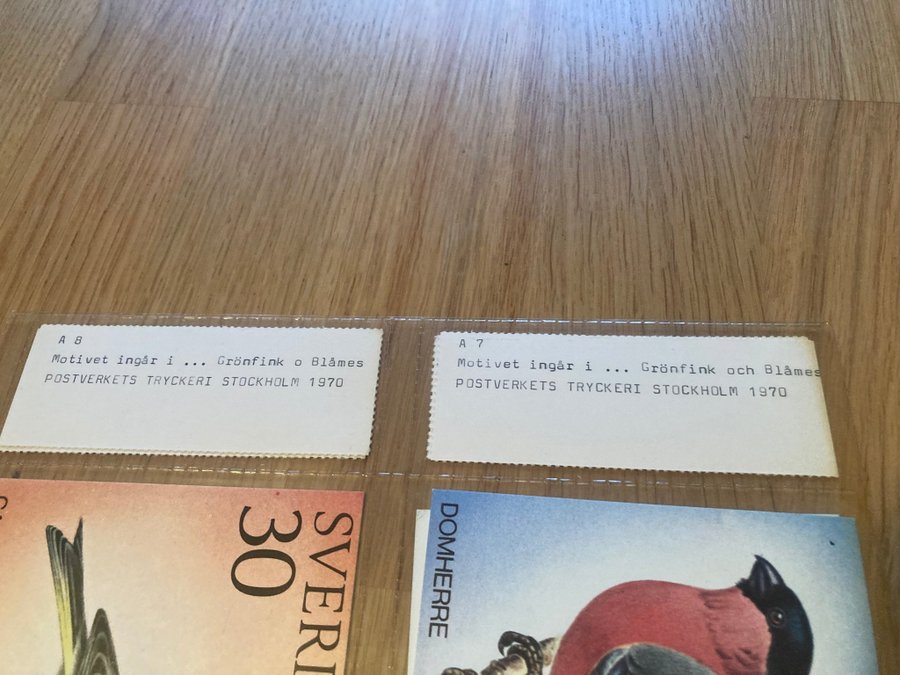 A 8
Motivet ingår i ... Grönfink o Blåmes
POSTVERKETS TRYCKERI STOCKHOLM 1970
A 7
Motivet ingår i ... Grönfink och Blåmes
POSTVERKETS TRYCKERI STOCKHOLM 1970
30
DOMHERRE